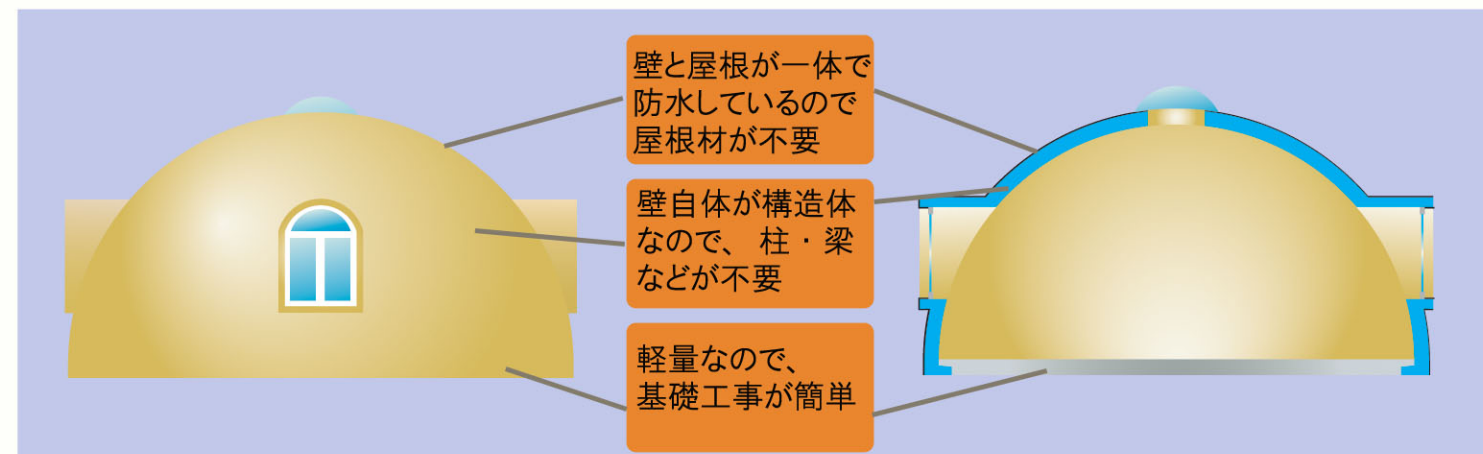 壁と屋根が一体で
防水しているので
屋根材が不要
壁自体が構造体
なので、柱・梁
などが不要
軽量なので、
基礎工事が簡単